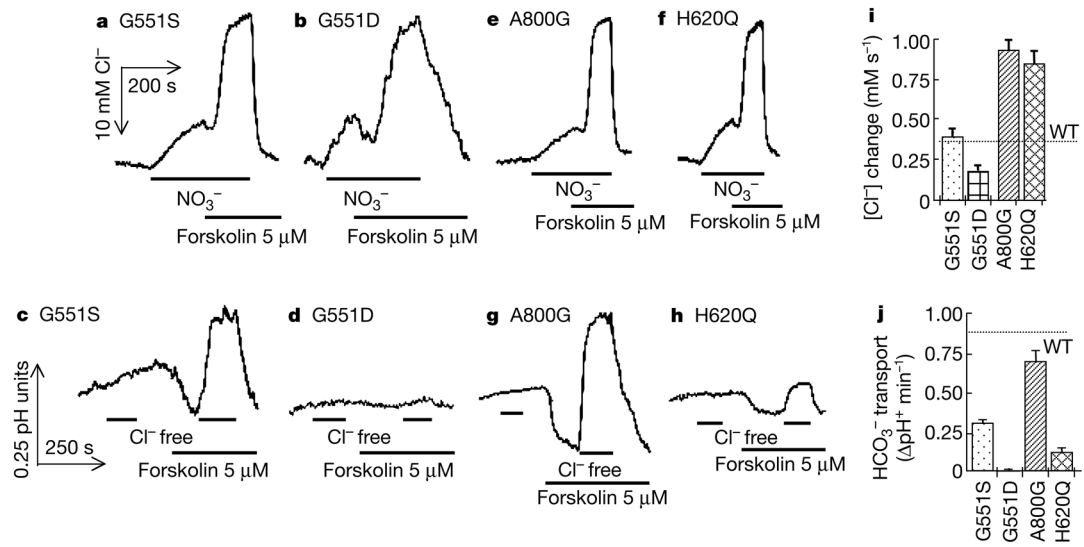 a G551S
b G551D
e A800G
f H620Q
i
10 mM Cl⁻
200 s
NO₃⁻
Forskolin 5 μM
NO₃⁻
Forskolin 5 μM
NO₃⁻
Forskolin 5 μM
NO₃⁻
Forskolin 5 μM
[Cl⁻] change (mM s⁻¹)
1.00
0.75
0.50
0.25
0
WT
G551S
G551D
A800G
H620Q
c G551S
d G551D
g A800G
h H620Q
j
0.25 pH units
250 s
Cl⁻ free
Forskolin 5 μM
Cl⁻ free
Forskolin 5 μM
Cl⁻ free
Forskolin 5 μM
Cl⁻ free
Forskolin 5 μM
HCO₃⁻ transport
(ΔpH⁺ min⁻¹)
1.00
0.75
0.50
0.25
0
WT
G551S
G551D
A800G
H620Q